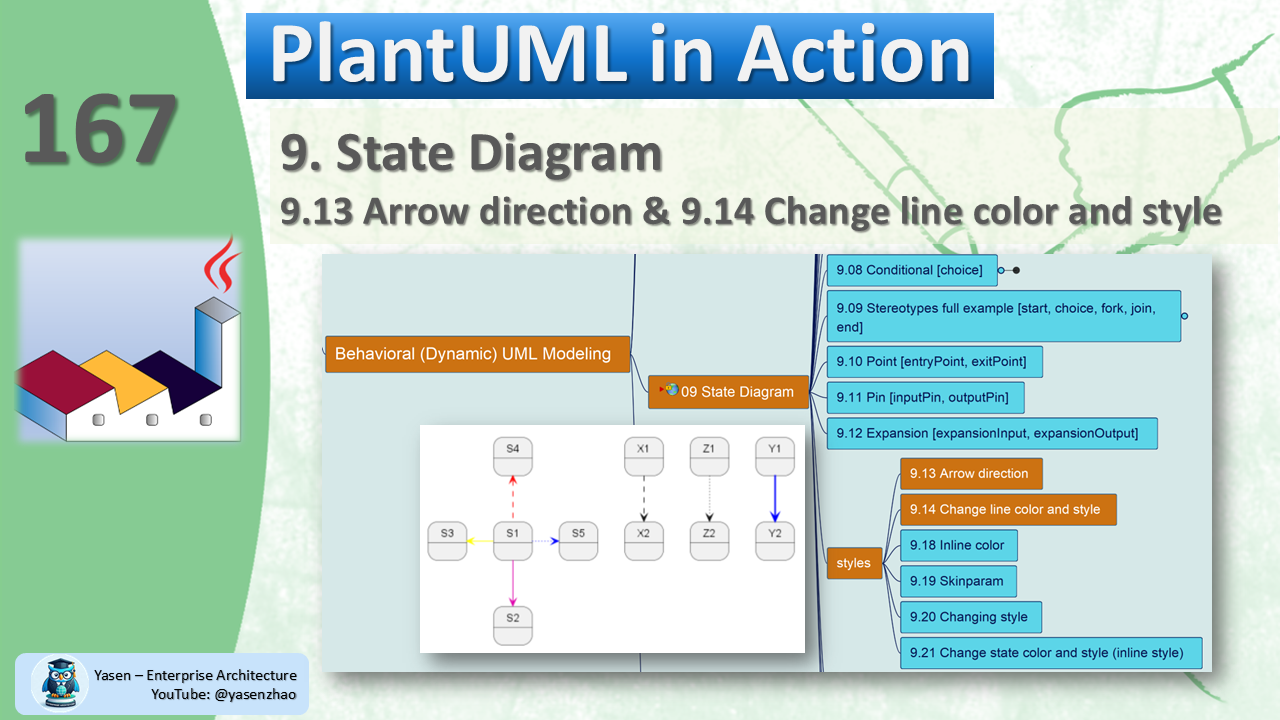 PlantUML in Action
167
9. State Diagram
9.13 Arrow direction & 9.14 Change line color and style
Behavioral (Dynamic) UML Modeling
09 State Diagram
9.08 Conditional [choice]
9.09 Stereotypes full example [start, choice, fork, join,
end]
9.10 Point [entryPoint, exitPoint]
9.11 Pin [inputPin, outputPin]
9.12 Expansion [expansionInput, expansionOutput]
styles
9.13 Arrow direction
9.14 Change line color and style
9.18 Inline color
9.19 Skinparam
9.20 Changing style
9.21 Change state color and style (inline style)
S4 X1 Z1 Y1
S3 S1 S5 X2 Z2 Y2
S2
Yasen – Enterprise Architecture
YouTube: @yasenzhao